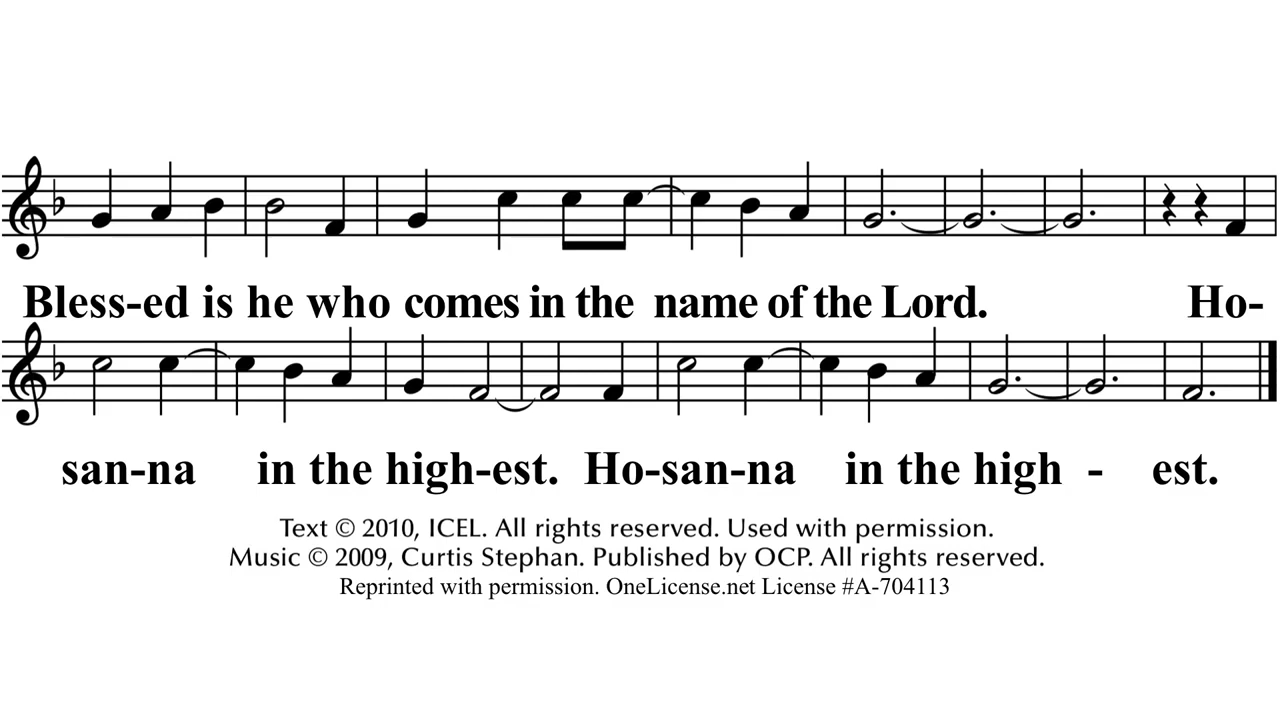 Bless-ed is he who comes in the name of the Lord. Ho-
san-na in the high-est. Ho-san-na in the high - est.
Text © 2010, ICEL. All rights reserved. Used with permission.
Music © 2009, Curtis Stephan. Published by OCP. All rights reserved.
Reprinted with permission. OneLicense.net License #A-704113